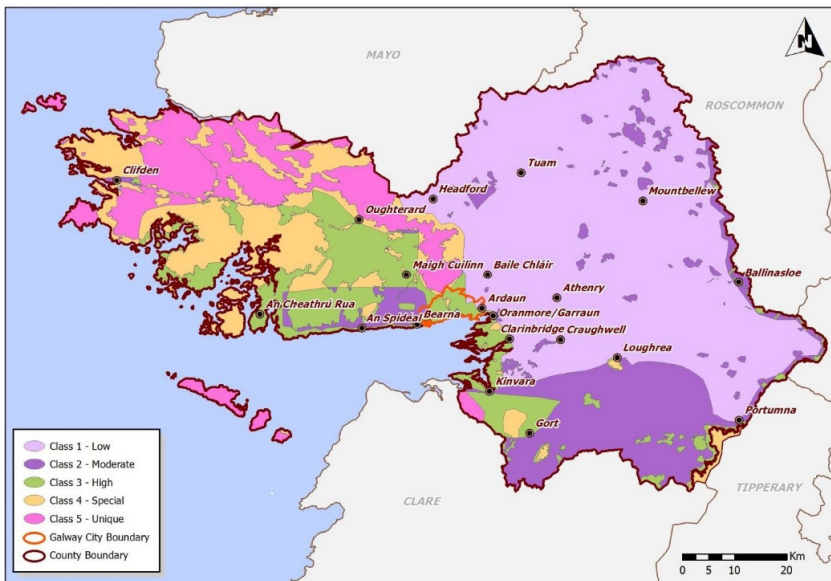 MAYO
N
ROSCOMMON
Clifden
Tuam
Headford
Mountbellew
Oughterard
Maigh Cuilinn
Baile Chláir
Ballinasloe
Athenry
Ardaun
An Cheathrú Rua
Oranmore/Garraun
Bearna
An Spidéal
Clarinbridge
Craughwell
Loughrea
Kinvara
Portumna
Gort
CLARE
TIPPERARY
Class 1 - Low
Class 2 - Moderate
Class 3 - High
Class 4 - Special
Class 5 - Unique
Galway City Boundary
County Boundary
Km
0 5 10 20